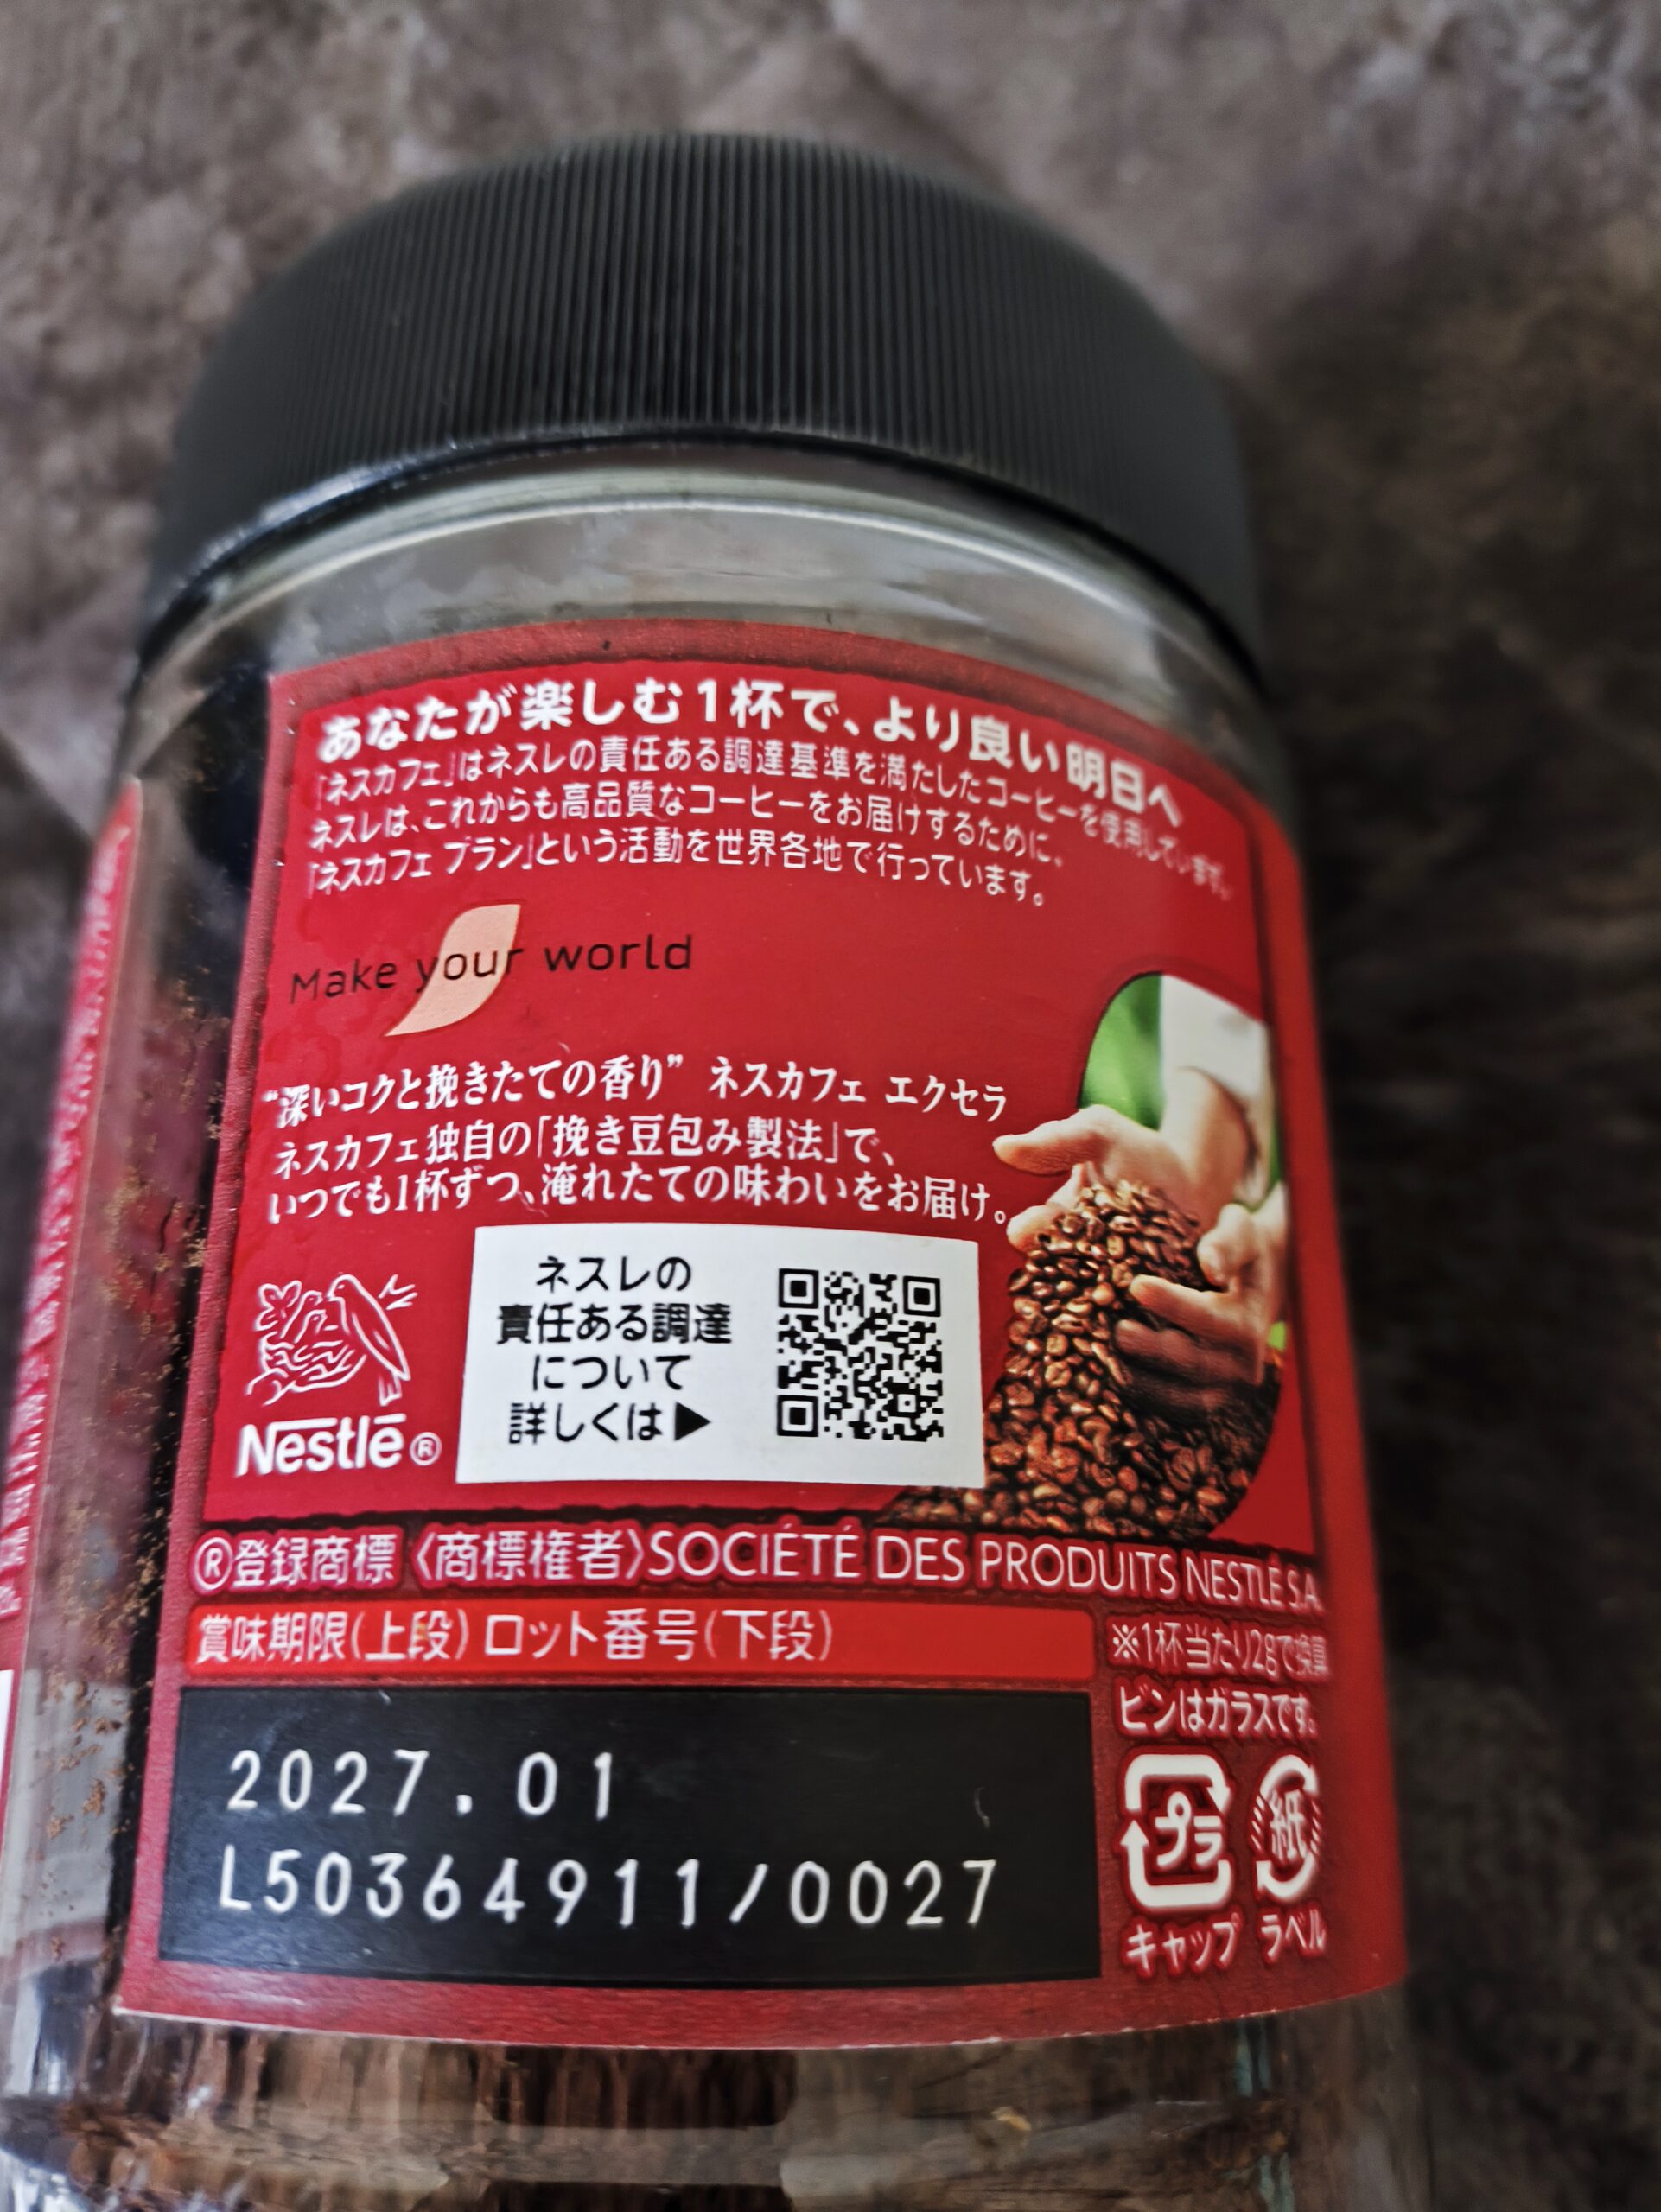 あなたが楽しむ1杯で、より良い明日へ
「ネスカフェ」はネスレの責任ある調達基準を満たしたコーヒーを使用しています。
ネスレは、これからも高品質なコーヒーをお届けするために、
「ネスカフェ プラン」という活動を世界各地で行っています。
Make your world
“深いコクと挽きたての香り” ネスカフェ エクセラ
ネスカフェ独自の「挽き豆包み製法」で、
いつでも1杯ずつ、淹れたての味わいをお届け。
ネスレの
責任ある調達
について
詳しくは▶
Nestlé®
®登録商標〈商標権者〉SOCIÉTÉ DES PRODUITS NESTLÉ S.A.
賞味期限(上段) ロット番号(下段)
2027.01
L50364911/0027
※1杯当たり2gで換算
ビンはガラスです。
プラ 紙
キャップ ラベル